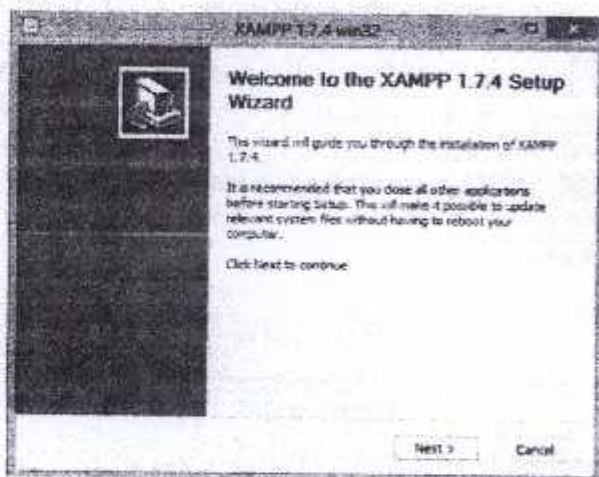 XAMPP 1.7.4 win32
Welcome to the XAMPP 1.7.4 Setup
Wizard
This wizard will guide you through the installation of XAMPP
1.7.4.
It is recommended that you close all other applications
before starting Setup. This will make it possible to update
relevant system files without having to reboot your
computer.
Click Next to continue
Next >
Cancel